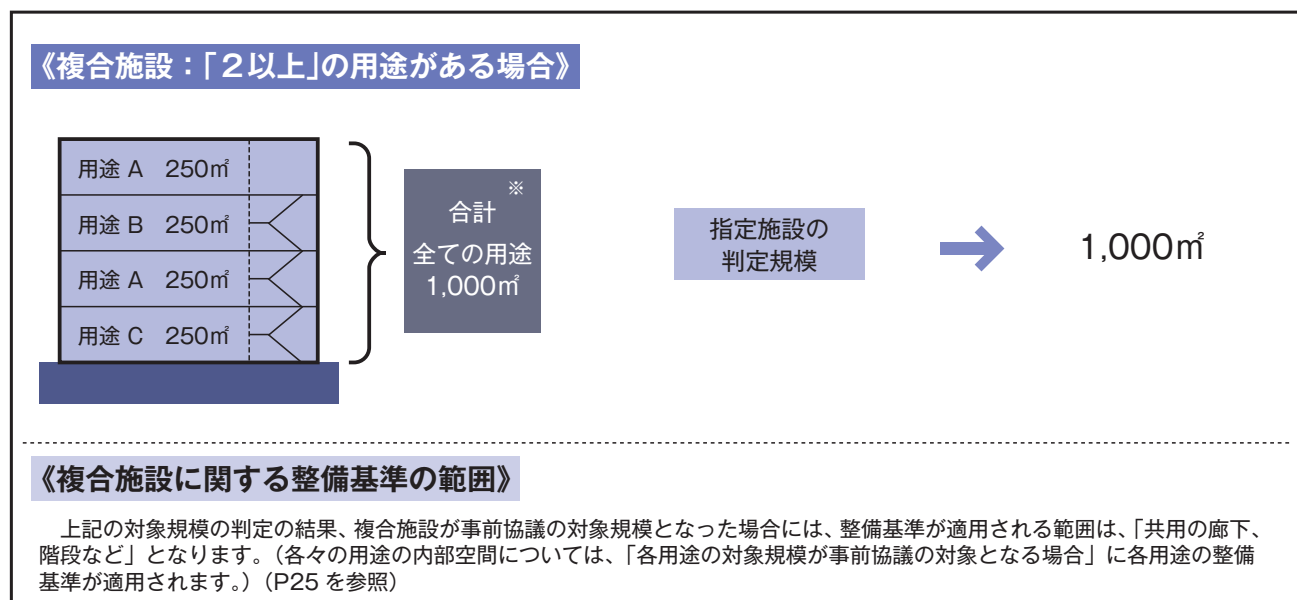 《複合施設：「２以上」の用途がある場合》
用途 A　250㎡
用途 B　250㎡
用途 A　250㎡
用途 C　250㎡
※
合計
全ての用途
1,000㎡
指定施設の
判定規模
1,000㎡
《複合施設に関する整備基準の範囲》
　上記の対象規模の判定の結果、複合施設が事前協議の対象規模となった場合には、整備基準が適用される範囲は、「共用の廊下、
階段など」となります。（各々の用途の内部空間については、「各用途の対象規模が事前協議の対象となる場合」に各用途の整備
基準が適用されます。）（P25 を参照）